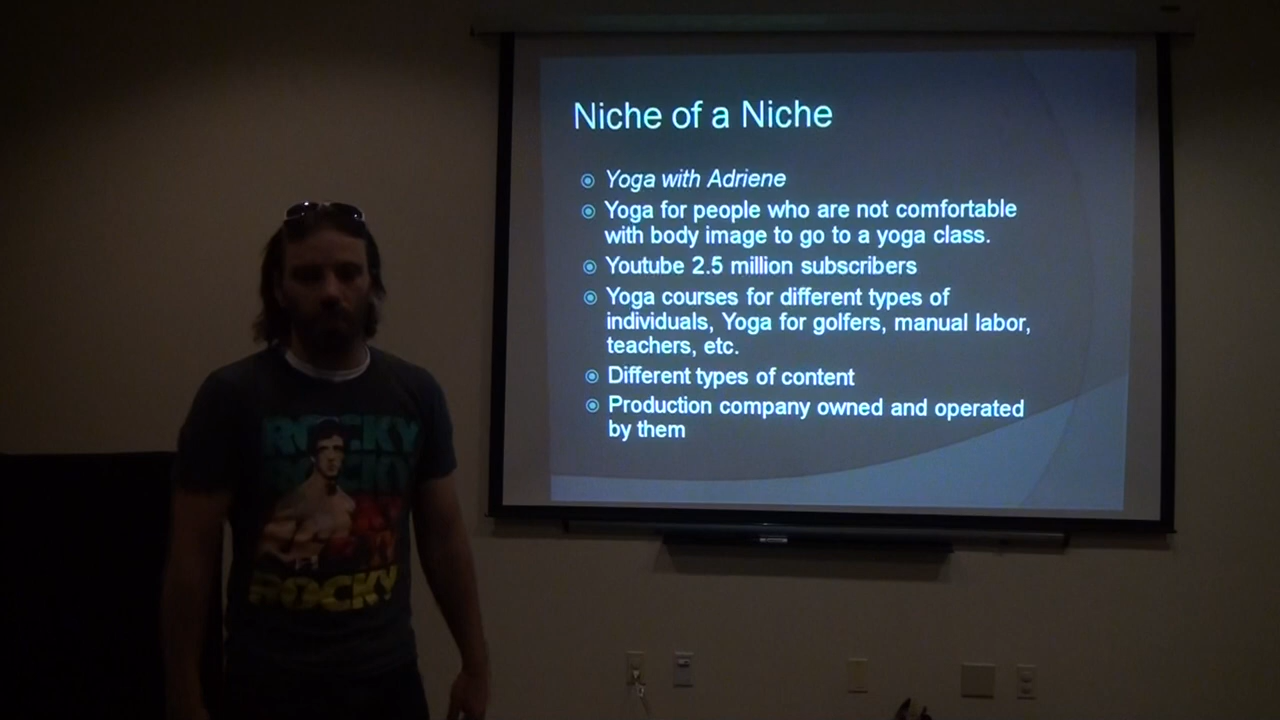 Niche of a Niche
Yoga with Adriene
Yoga for people who are not comfortable
with body image to go to a yoga class.
Youtube 2.5 million subscribers
Yoga courses for different types of
individuals, Yoga for golfers, manual labor,
teachers, etc.
Different types of content
Production company owned and operated
by them
ROCKY
ROCKY
ROCKY